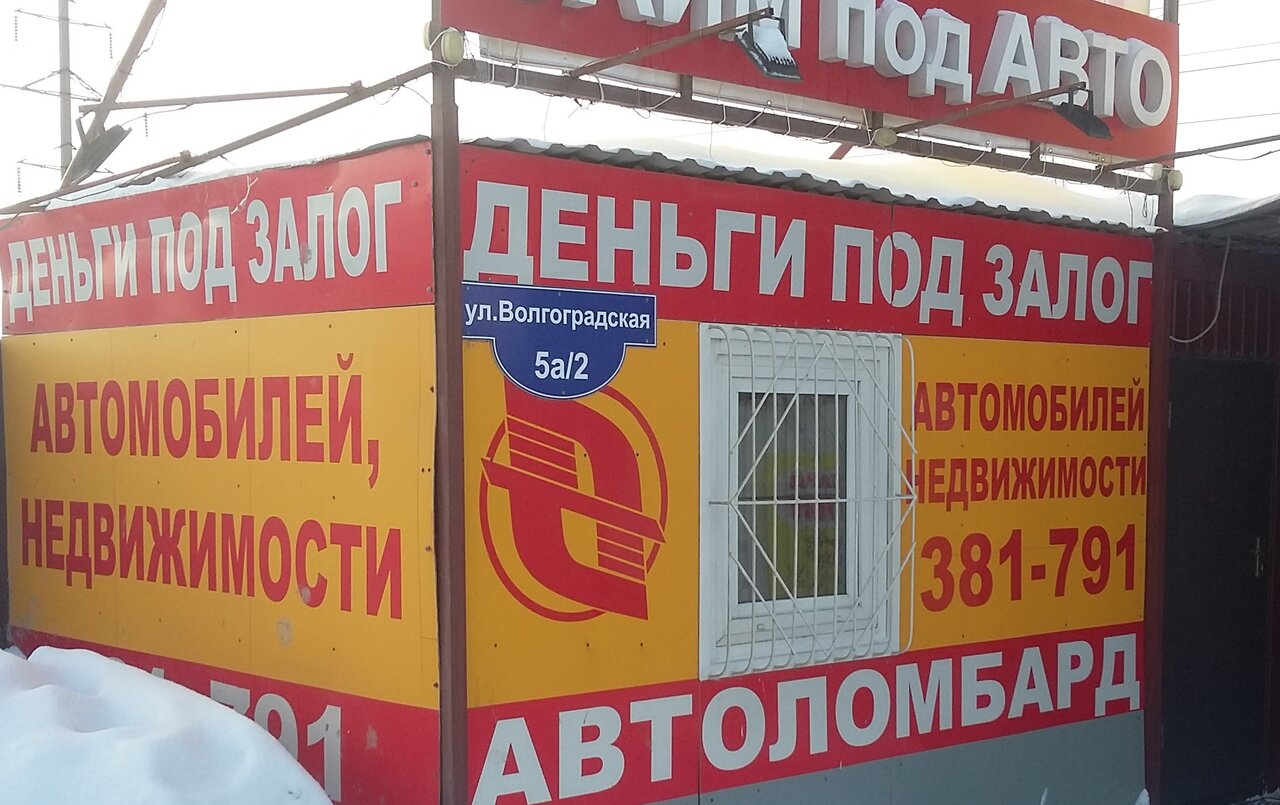 под АВТО
ДЕНЬГИ ПОД ЗАЛОГ
АВТОМОБИЛЕЙ,
НЕДВИЖИМОСТИ
791
ДЕНЬГИ ПОД ЗАЛОГ
ул.Волгоградская
5а/2
АВТОМОБИЛЕЙ
НЕДВИЖИМОСТИ
381-791
АВТОЛОМБАРД